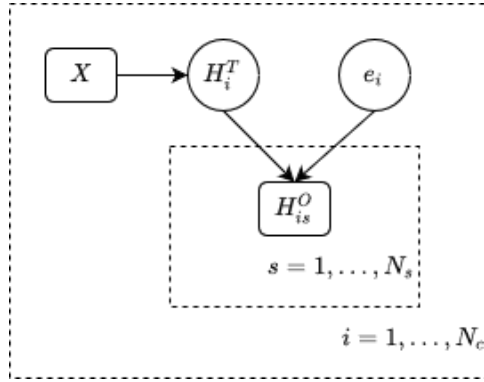 X
H_i^T
e_i
H_{is}^O
s = 1, . . . , N_s
i = 1, . . . , N_c